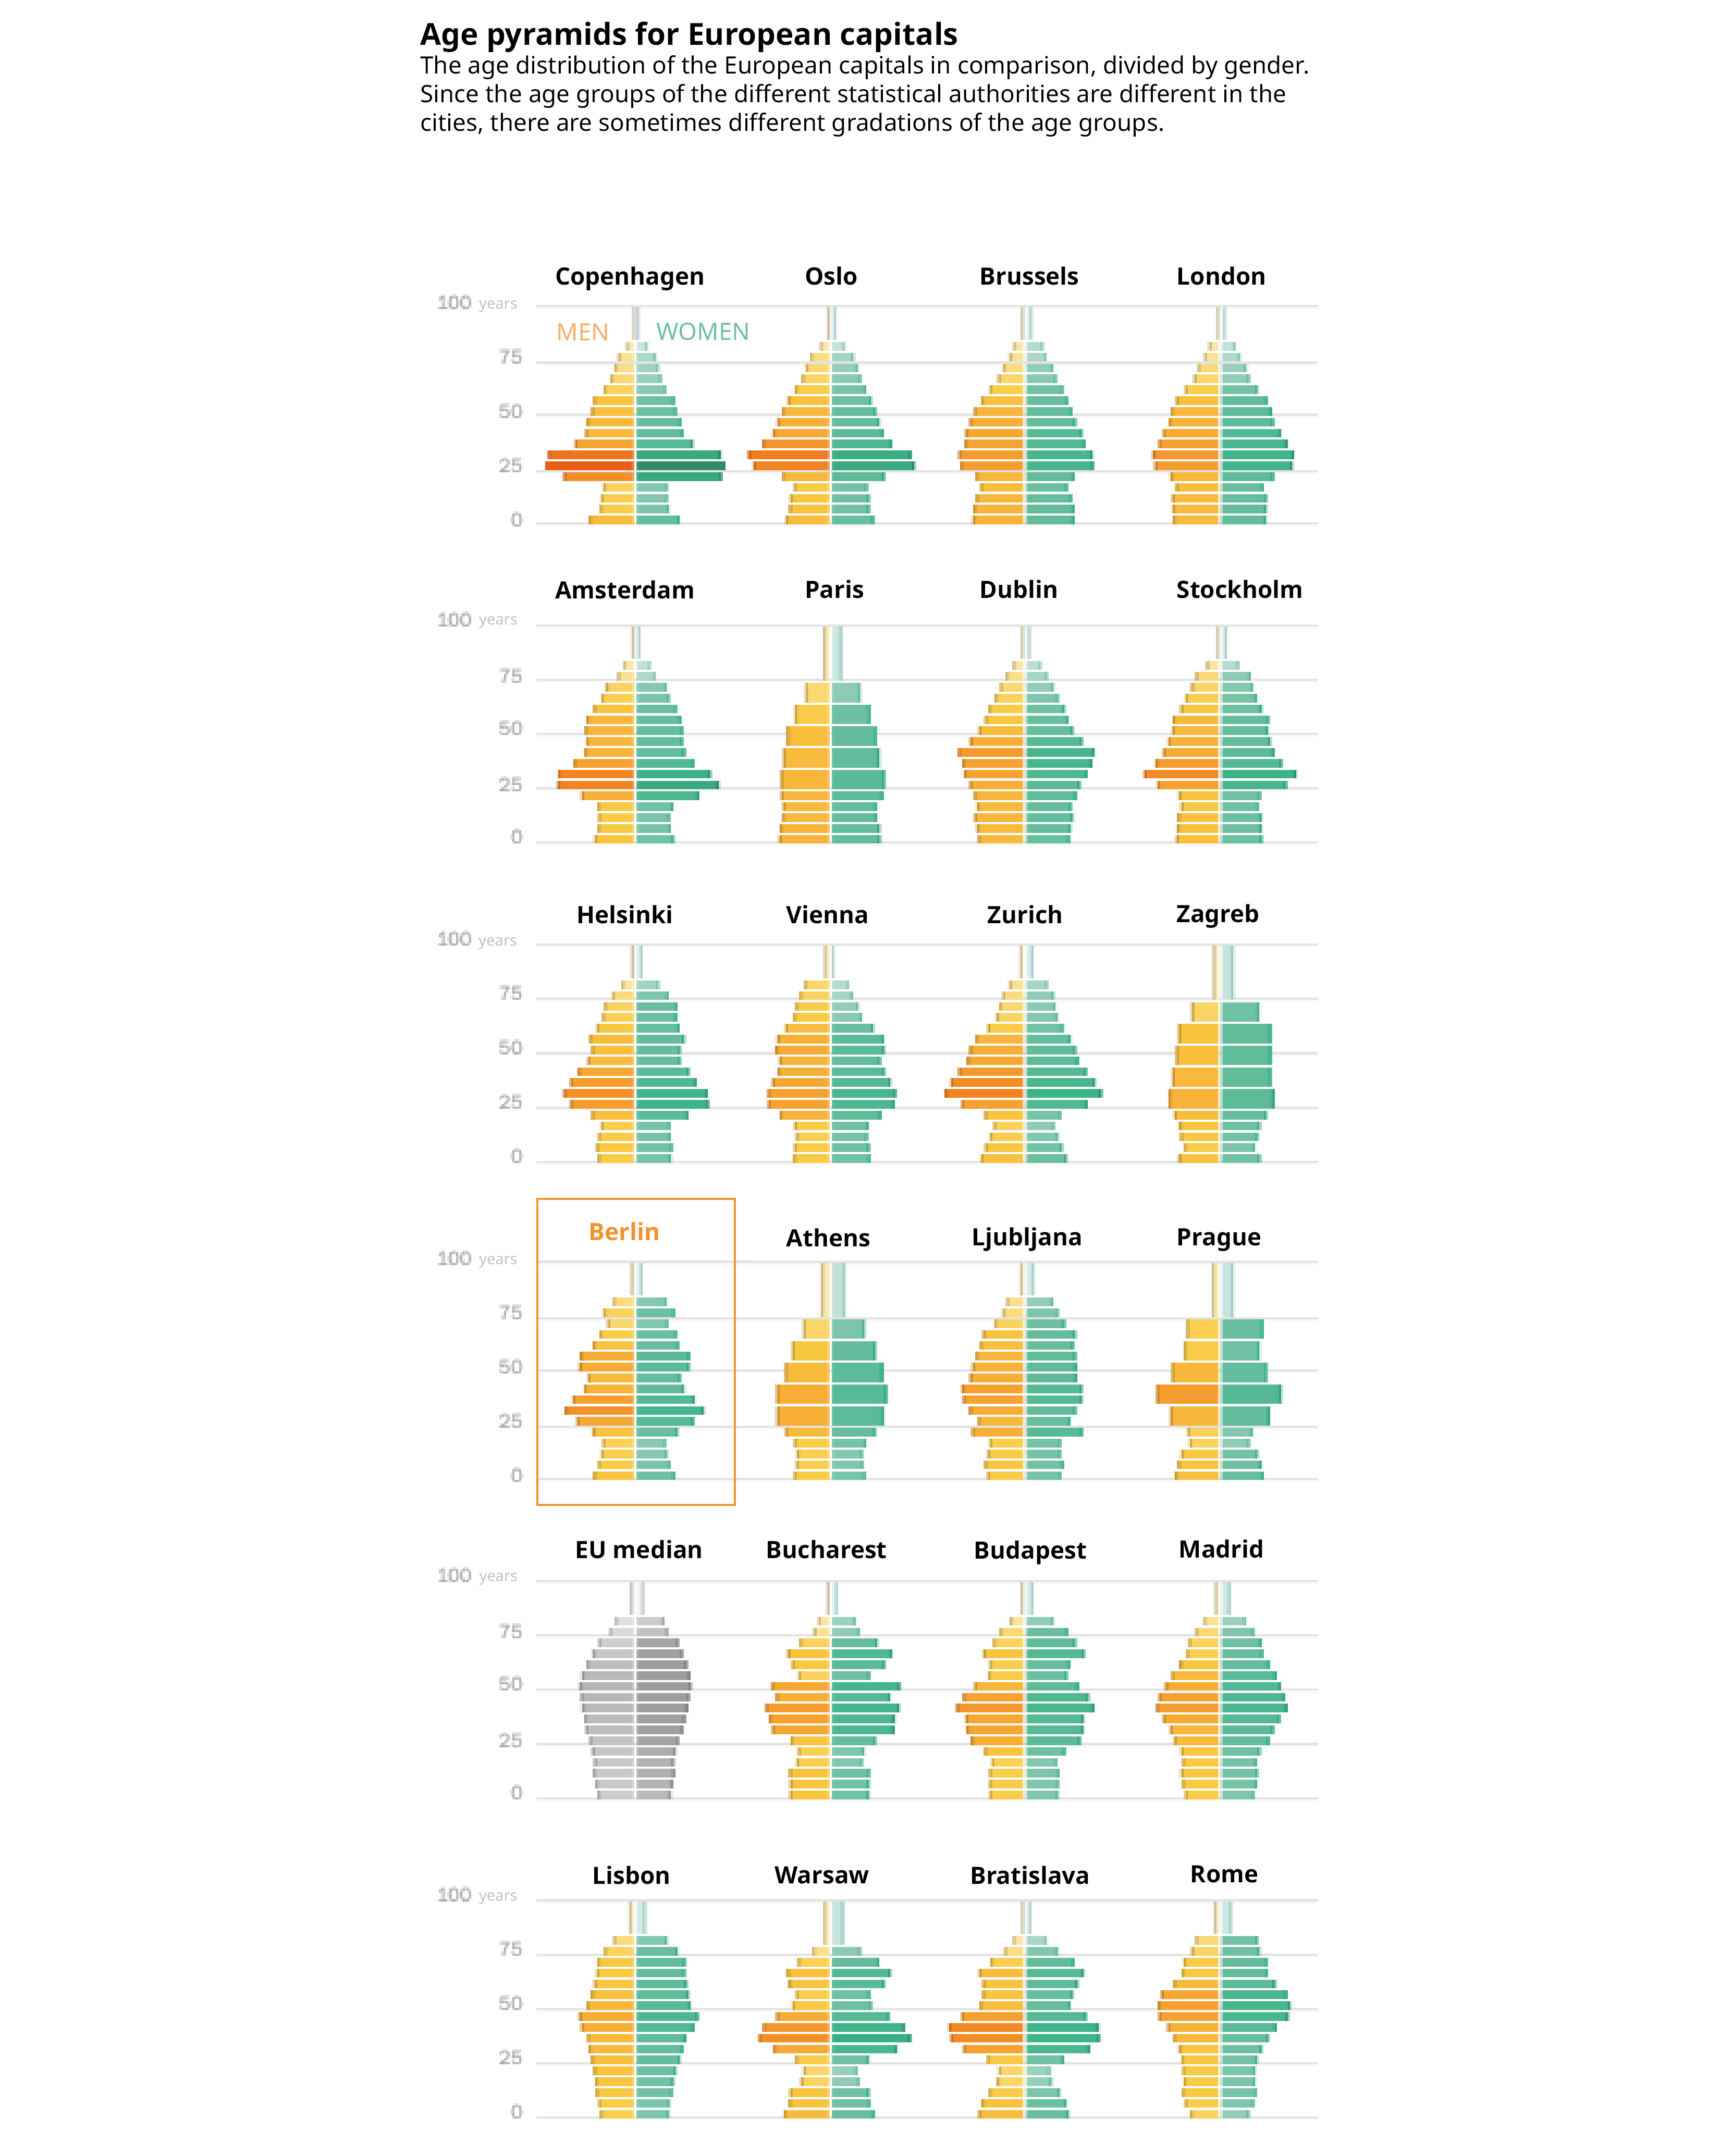 Age pyramids for European capitals
The age distribution of the European capitals in comparison, divided by gender.
Since the age groups of the different statistical authorities are different in the
cities, there are sometimes different gradations of the age groups.
Copenhagen Oslo Brussels London
100 years
MEN WOMEN
75
50
25
0
Amsterdam Paris Dublin Stockholm
100 years
75
50
25
0
Helsinki Vienna Zurich Zagreb
100 years
75
50
25
0
Berlin Athens Ljubljana Prague
100 years
75
50
25
0
EU median Bucharest Budapest Madrid
100 years
75
50
25
0
Lisbon Warsaw Bratislava Rome
100 years
75
50
25
0